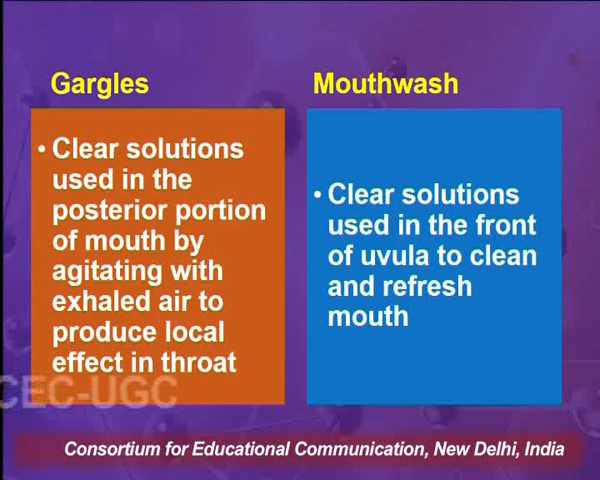 Gargles
• Clear solutions
used in the
posterior portion
of mouth by
agitating with
exhaled air to
produce local
effect in throat
Mouthwash
• Clear solutions
used in the front
of uvula to clean
and refresh
mouth
CEC-UGC
Consortium for Educational Communication, New Delhi, India